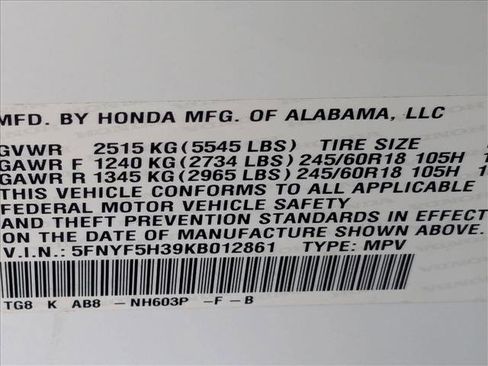 MFD. BY HONDA MFG. OF ALABAMA, LLC
GVWR 2515 KG (5545 LBS) TIRE SIZE
GAWR F 1240 KG (2734 LBS) 245/60R18 105H
GAWR R 1345 KG (2965 LBS) 245/60R18 105H
THIS VEHICLE CONFORMS TO ALL APPLICABLE
FEDERAL MOTOR VEHICLE SAFETY
AND THEFT PREVENTION STANDARDS IN EFFECT
ON THE DATE OF MANUFACTURE SHOWN ABOVE.
V.I.N.: 5FNYF5H39KB012861 TYPE: MPV
TG8 K AB8 -NH603P -F-B